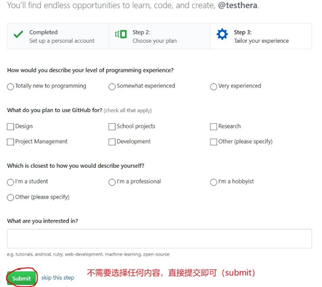 You'll find endless opportunities to learn, code, and create, @testhera.
Completed
Set up a personal account
Step 2:
Choose your plan
Step 3:
Tailor your experience
How would you describe your level of programming experience?
Totally new to programming
Somewhat experienced
Very experienced
What do you plan to use GitHub for? (check all that apply)
Design
School projects
Research
Project Management
Development
Other (please specify)
Which is closest to how you would describe yourself?
I'm a student
I'm a professional
I'm a hobbyist
Other (please specify)
What are you interested in?
e.g. tutorials, android, ruby, web-development, machine-learning, open-source
Submit
skip this step
不需要选择任何内容，直接提交即可（submit）